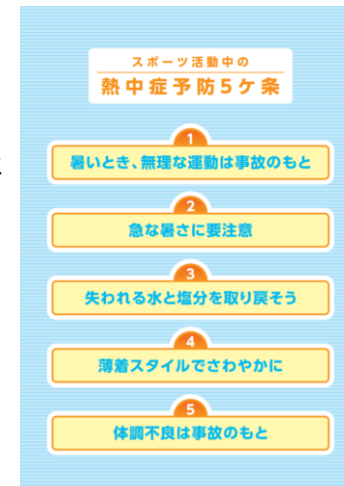 スポーツ活動中の
熱中症予防5ケ条
1
暑いとき、無理な運動は事故のもと
2
急な暑さに要注意
3
失われる水と塩分を取り戻そう
4
薄着スタイルでさわやかに
5
体調不良は事故のもと